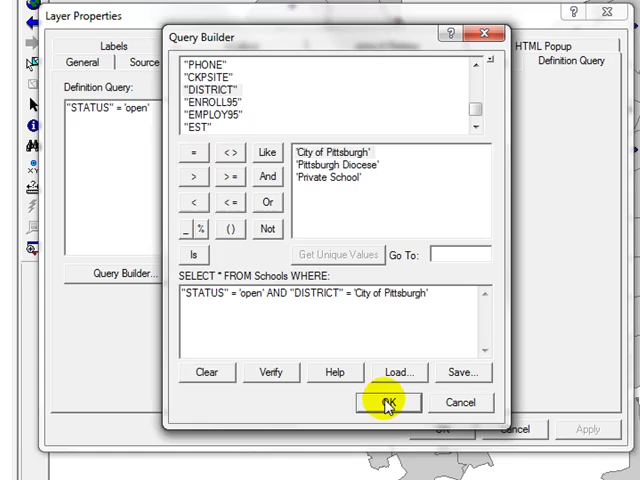 Layer Properties
Labels
HTML Popup
General
Source
Definition Query
Definition Query:
"STATUS" = 'open'
Query Builder...
Query Builder
"PHONE"
"CKPSITE"
"DISTRICT"
"ENROLL95"
"EMPLOY95"
"EST"
= < > Like
> > = And
< < = Or
_ % ( ) Not
Is
'City of Pittsburgh'
'Pittsburgh Diocese'
'Private School'
Get Unique Values Go To:
SELECT * FROM Schools WHERE:
"STATUS" = 'open' AND "DISTRICT" = 'City of Pittsburgh'
Clear Verify Help Load... Save...
OK Cancel
Cancel Apply